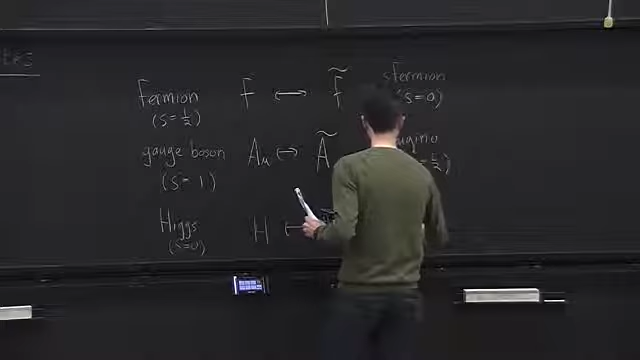 Fermion F ⟷ F̃ sfermion
(s=½) (s=0)
gauge boson Aμ ⟷ Ã
(s=1)
Higgs H
(s=0)